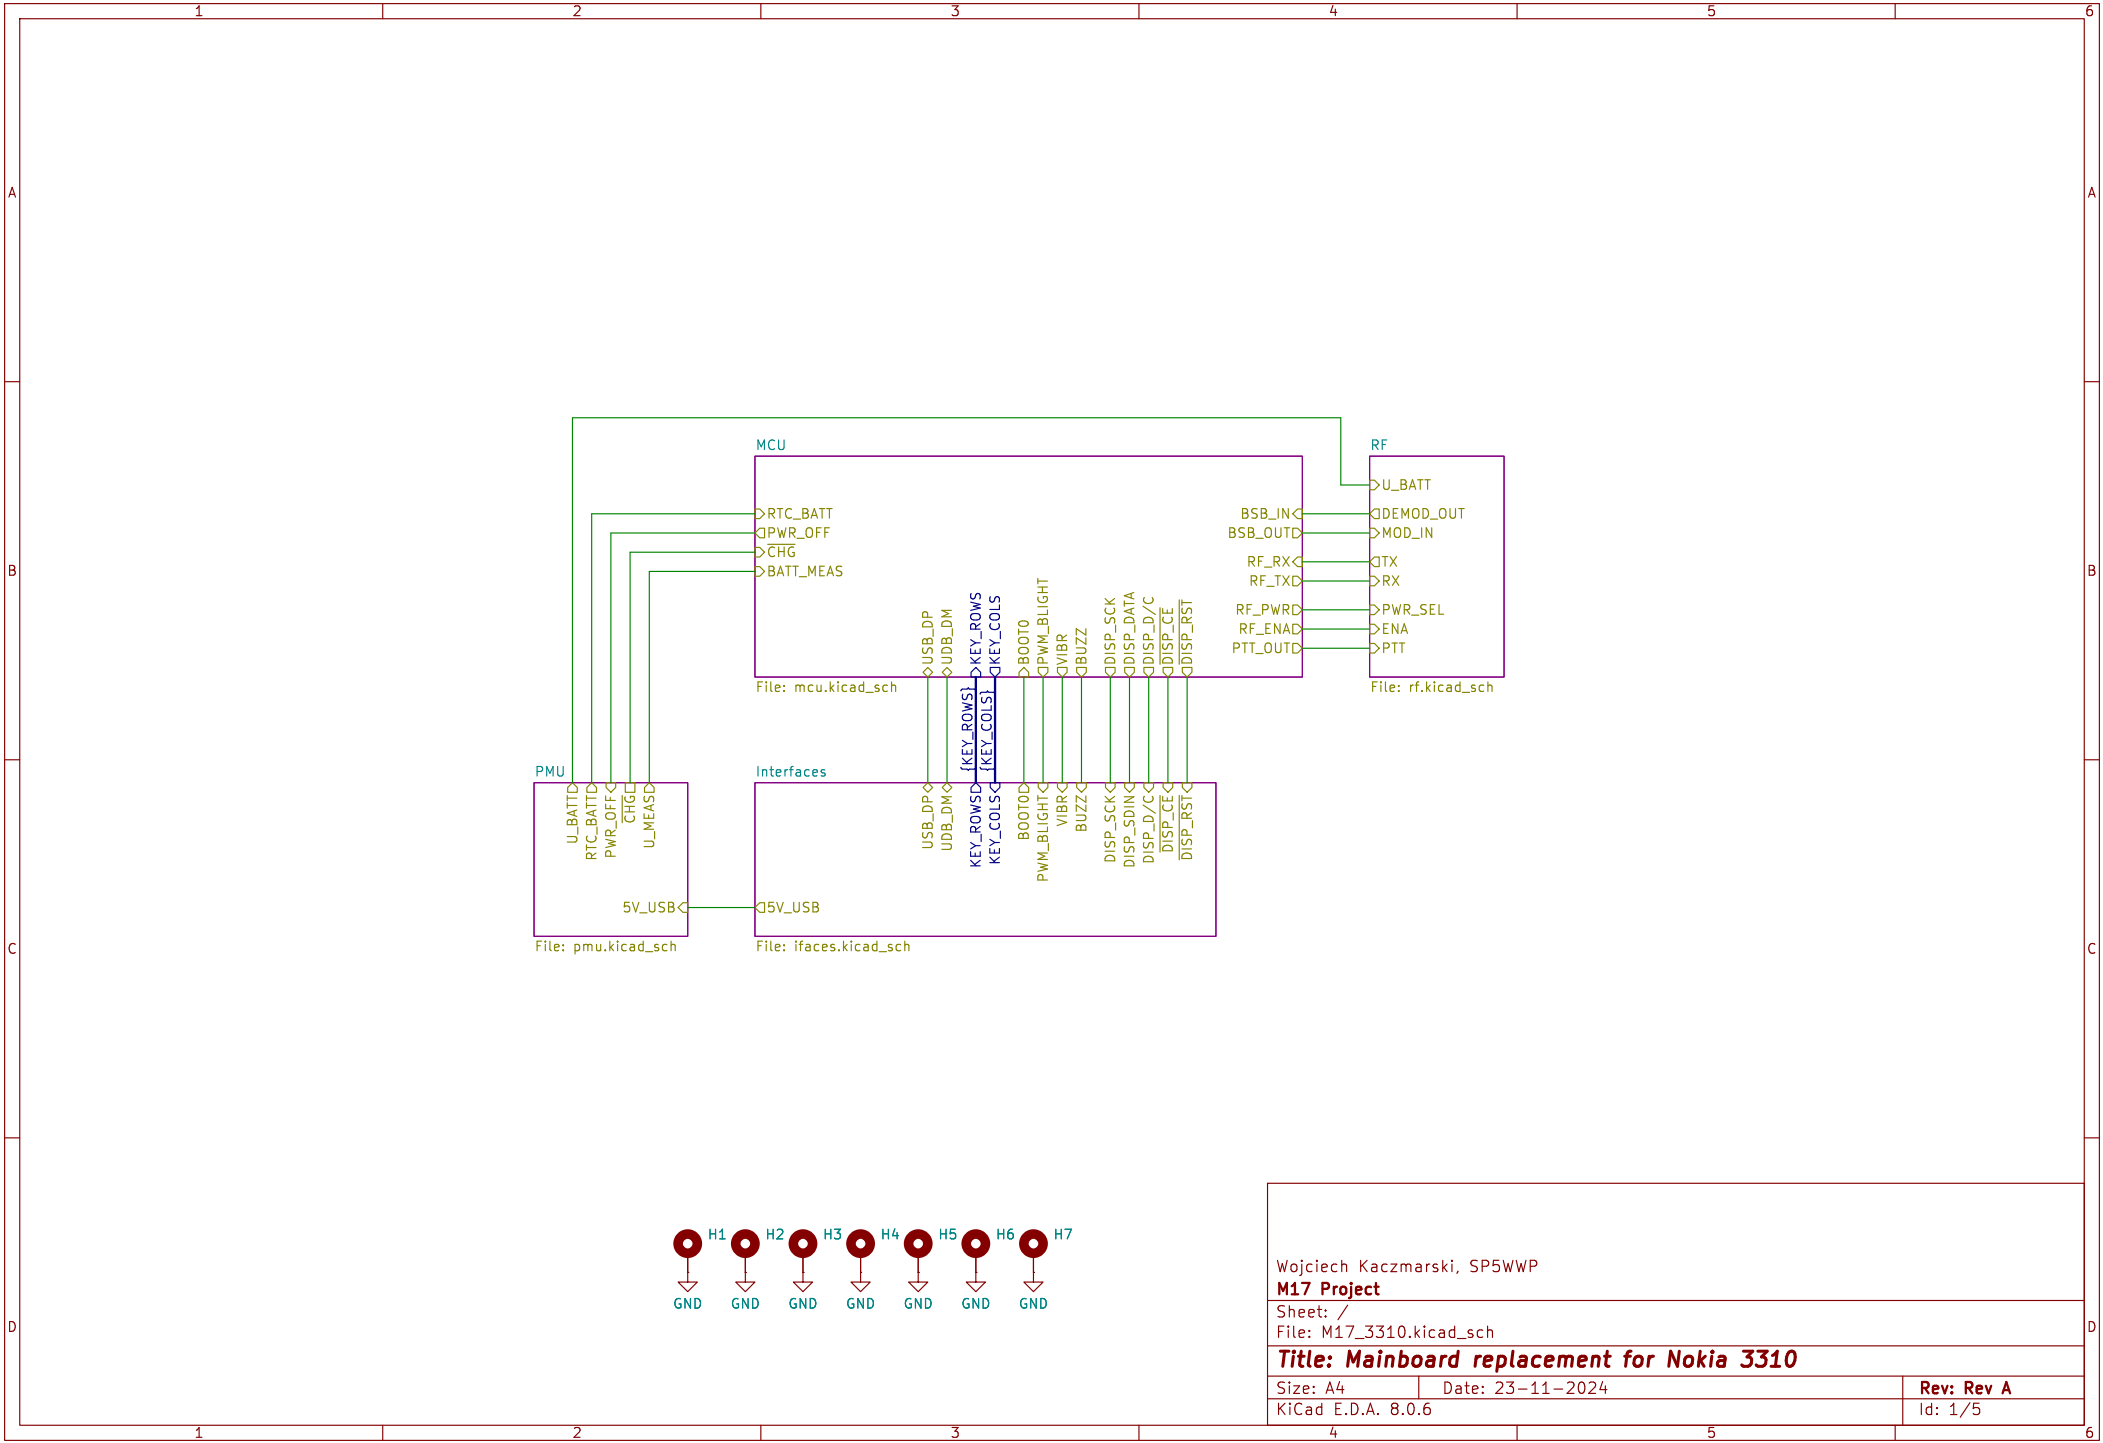 1 2 3 4 5 6
A A
MCU
RF
U_BATT
RTC_BATT
BSB_IN
DEMOD_OUT
PWR_OFF
BSB_OUT
MOD_IN
CHG
BATT_MEAS
RF_RX
TX
RF_TX
RX
RF_PWR
PWR_SEL
RF_ENA
ENA
PTT_OUT
PTT
B B
USB_DP
UDB_DM
KEY_ROWS
KEY_COLS
BOOT0
PWM_BLIGHT
VIBR
BUZZ
DISP_SCK
DISP_DATA
DISP_D/C
DISP_CE
DISP_RST
File: mcu.kicad_sch
File: rf.kicad_sch
{KEY_ROWS}
{KEY_COLS}
PMU
Interfaces
U_BATT
RTC_BATT
PWR_OFF
CHG
U_MEAS
USB_DP
UDB_DM
KEY_ROWS
KEY_COLS
BOOT0
PWM_BLIGHT
VIBR
BUZZ
DISP_SCK
DISP_SDIN
DISP_D/C
DISP_CE
DISP_RST
5V_USB
5V_USB
File: pmu.kicad_sch
File: ifaces.kicad_sch
C C
H1 H2 H3 H4 H5 H6 H7
GND GND GND GND GND GND GND
Wojciech Kaczmarski, SP5WWP
M17 Project
Sheet: /
File: M17_3310.kicad_sch
D D
Title: Mainboard replacement for Nokia 3310
Size: A4
Date: 23-11-2024
Rev: Rev A
KiCad E.D.A. 8.0.6
Id: 1/5
1 2 3 4 5 6